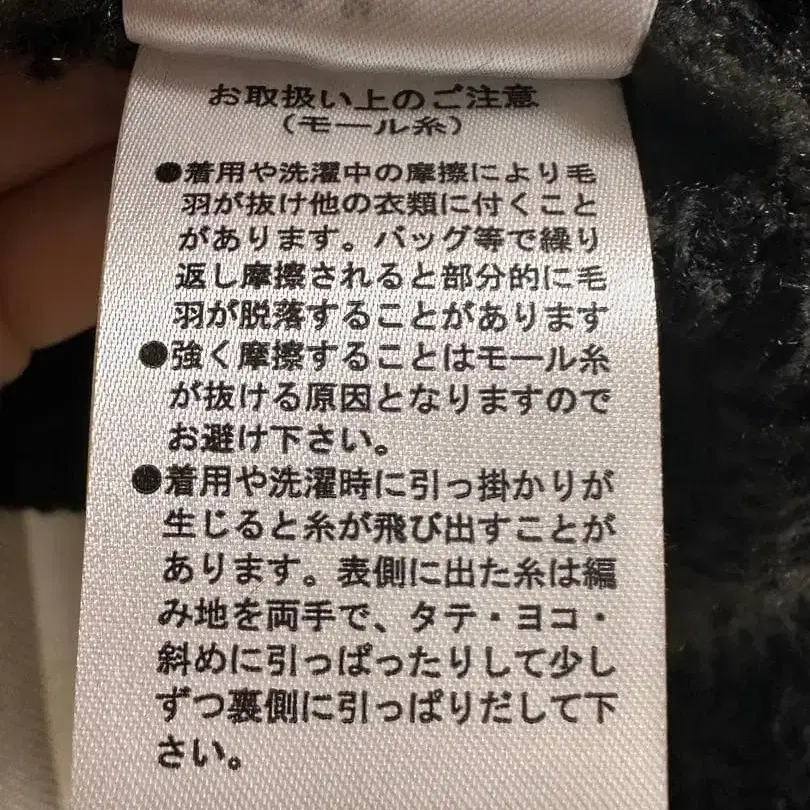 お取扱い上のご注意
（モール糸）
●着用や洗濯中の摩擦により毛
羽が抜け他の衣類に付くこと
があります。バッグ等で繰り
返し摩擦されると部分的に毛
羽が脱落することがあります
●強く摩擦することはモール糸
が抜ける原因となりますので
お避け下さい。
●着用や洗濯時に引っ掛かりが
生じると糸が飛び出すことが
あります。表側に出た糸は編
み地を両手で、タテ・ヨコ・
斜めに引っぱったりして少し
ずつ裏側に引っぱりだして下
さい。